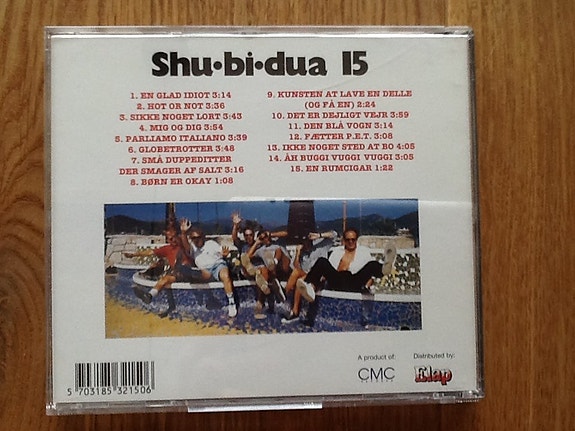 Shu•bi•dua 15
1. EN GLAD IDIOT 3:14
2. HOT OR NOT 3:36
3. SIKKE NOGET LORT 3:43
4. MIG OG DIG 3:54
5. PARLIAMO ITALIANO 3:39
6. GLOBETROTTER 3:48
7. SMÅ DUPPEDITTER
DER SMAGER AF SALT 3:16
8. BØRN ER OKAY 1:08
9. KUNSTEN AT LAVE EN DELLE
(OG FÅ EN) 2:24
10. DET ER DEJLIGT VEJR 3:59
11. DEN BLÅ VOGN 3:14
12. FÆTTER P.E.T. 3:08
13. IKKE NOGET STED AT BO 4:05
14. ÅH BUGGI VUGGI VUGGI 3:05
15. EN RUMCIGAR 1:22
5 703185 321506
A product of:
CMC
Distributed by:
Elap